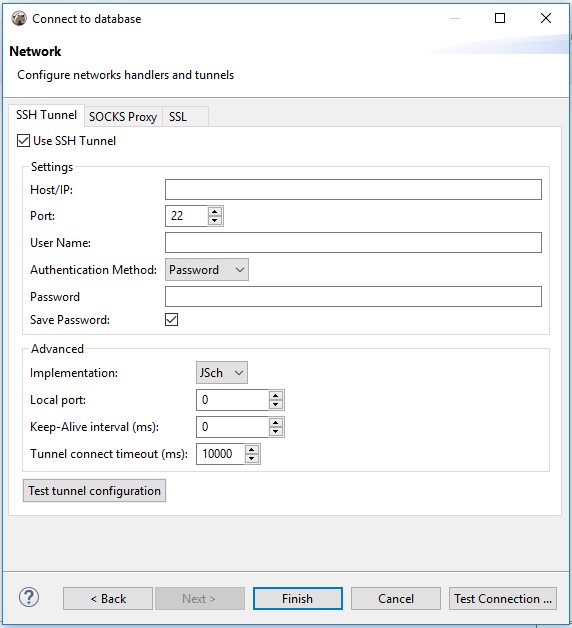 Connect to database
Network
Configure networks handlers and tunnels
SSH Tunnel SOCKS Proxy SSL
Use SSH Tunnel
Settings
Host/IP:
Port: 22
User Name:
Authentication Method: Password
Password
Save Password:
Advanced
Implementation: JSch
Local port: 0
Keep-Alive interval (ms): 0
Tunnel connect timeout (ms): 10000
Test tunnel configuration
? < Back Next > Finish Cancel Test Connection ...